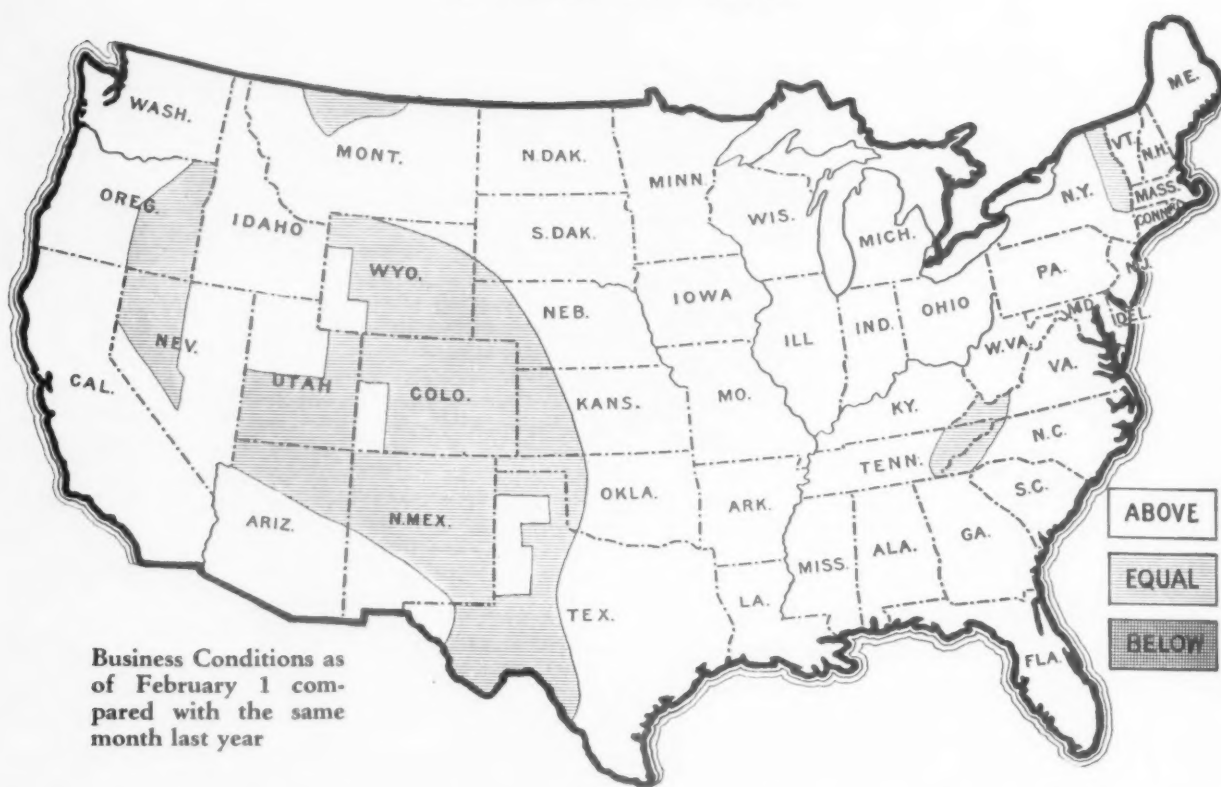 WASH.
MONT.
N.DAK.
MINN.
ME.
VT.
N.H.
OREG.
IDAHO
S.DAK.
WIS.
MICH.
N.Y.
MASS.
CONN.
WYO.
IOWA
PA.
N.J.
NEB.
ILL
IND.
OHIO
MD.
DEL.
NEV.
UTAH
COLO.
W.VA.
VA.
CAL.
KANS.
MO.
KY.
N.C.
TENN.
ARIZ.
N.MEX.
OKLA.
ARK.
S.C.
MISS.
ALA.
GA.
LA.
TEX.
FLA.
ABOVE
EQUAL
BELOW
Business Conditions as
of February 1 com-
pared with the same
month last year